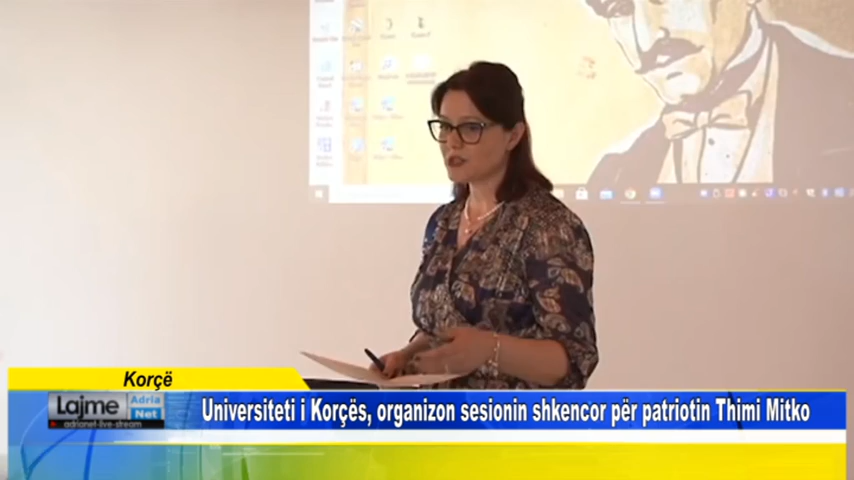 Korçë
Lajme Adria Net
adrianet-live-stream
Universiteti i Korçës, organizon sesionin shkencor për patriotin Thimi Mitko